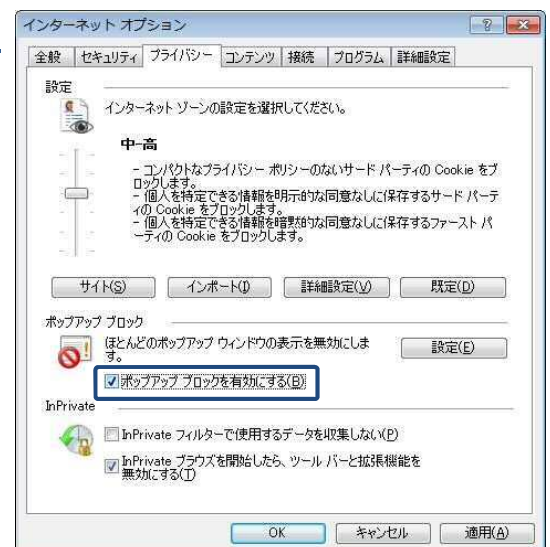 インターネット オプション
全般 セキュリティ プライバシー コンテンツ 接続 プログラム 詳細設定
設定
インターネット ゾーンの設定を選択してください。
中-高
- コンパクトなプライバシー ポリシーのないサード パーティの Cookie をブ
ロックします。
- 個人を特定できる情報を明示的な同意なしに保存するサード パーテ
ィの Cookie をブロックします。
- 個人を特定できる情報を暗黙的な同意なしに保存するファースト パ
ーティの Cookie をブロックします。
サイト(S) インポート(I) 詳細設定(V) 既定(D)
ポップアップ ブロック
ほとんどのポップアップ ウィンドウの表示を無効にしま
す。
設定(E)
ポップアップ ブロックを有効にする(B)
InPrivate
InPrivate フィルターで使用するデータを収集しない(P)
InPrivate ブラウズを開始したら、ツール バーと拡張機能を
無効にする(T)
OK キャンセル 適用(A)